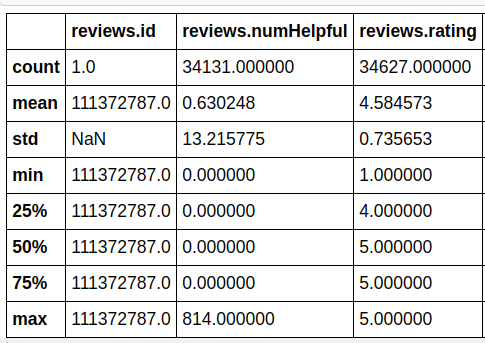 reviews.id reviews.numHelpful reviews.rating
count 1.0 34131.000000 34627.000000
mean 111372787.0 0.630248 4.584573
std NaN 13.215775 0.735653
min 111372787.0 0.000000 1.000000
25% 111372787.0 0.000000 4.000000
50% 111372787.0 0.000000 5.000000
75% 111372787.0 0.000000 5.000000
max 111372787.0 814.000000 5.000000